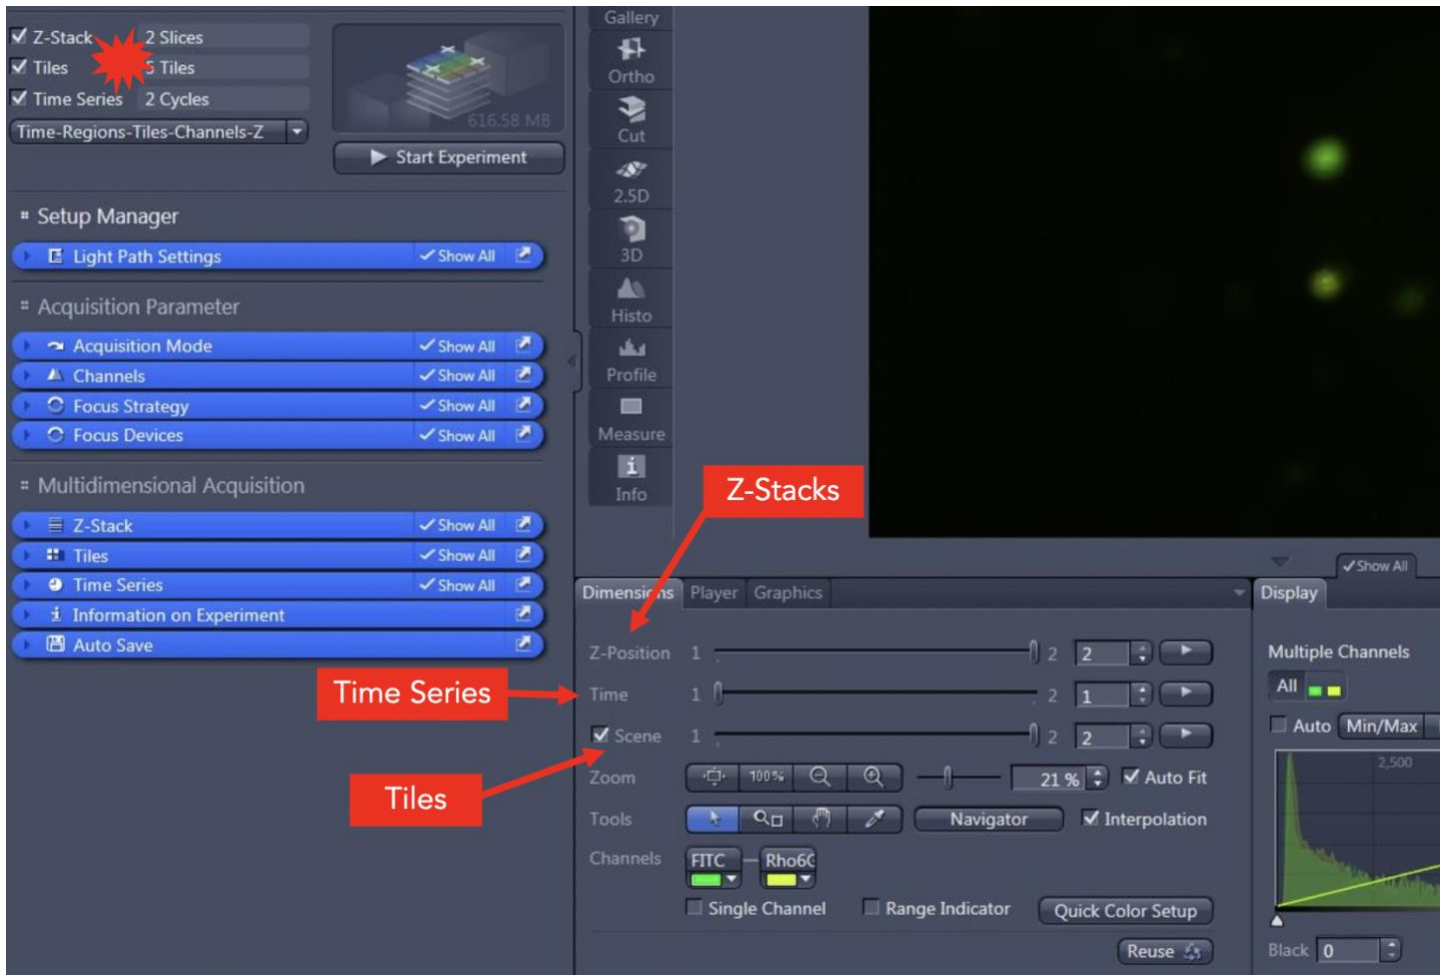 Z-Stack 2 Slices
Tiles 5 Tiles
Time Series 2 Cycles
Time-Regions-Tiles-Channels-Z
616.58 MB
Start Experiment
Setup Manager
Light Path Settings Show All
Acquisition Parameter
Acquisition Mode Show All
Channels Show All
Focus Strategy Show All
Focus Devices Show All
Multidimensional Acquisition
Z-Stack Show All
Tiles Show All
Time Series Show All
Information on Experiment
Auto Save
Gallery
Ortho
Cut
2.5D
3D
Histo
Profile
Measure
Info
Z-Stacks
Time Series
Tiles
Show All
Dimensions Player Graphics
Z-Position 1 2 2
Time 1 2 1
Scene 1 2 2
Zoom 100% 21 % Auto Fit
Tools Navigator Interpolation
Channels FITC Rho6G
Single Channel Range Indicator Quick Color Setup
Reuse
Display
Multiple Channels
All
Auto Min/Max
2,500
Black 0